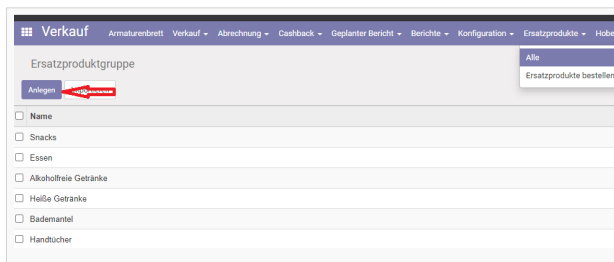 Verkauf Armaturenbrett Verkauf Abrechnung Cashback Geplanter Bericht Berichte Konfiguration Ersatzprodukte
Alle
Ersatzprodukte bestellen
Ersatzproduktgruppe
Anlegen
Name
Snacks
Essen
Alkoholfreie Getränke
Heiße Getränke
Bademantel
Handtücher